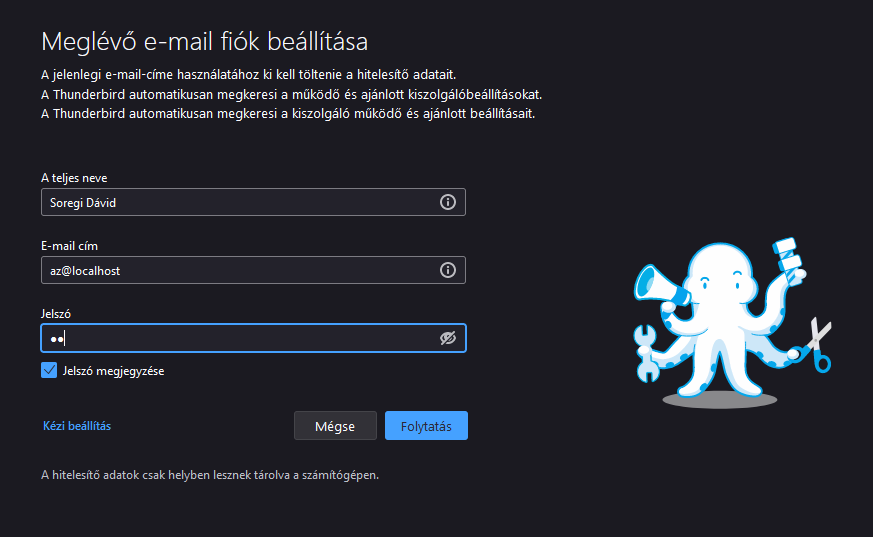 Meglévő e-mail fiók beállítása
A jelenlegi e-mail-címe használatához ki kell töltenie a hitelesítő adatait.
A Thunderbird automatikusan megkeresi a működő és ajánlott kiszolgálóbeállításokat.
A Thunderbird automatikusan megkeresi a kiszolgáló működő és ajánlott beállításait.
A teljes neve
Soregi Dávid
E-mail cím
az@localhost
Jelszó
●●
Jelszó megjegyzése
Kézi beállítás
Mégse
Folytatás
A hitelesítő adatok csak helyben lesznek tárolva a számítógépen.